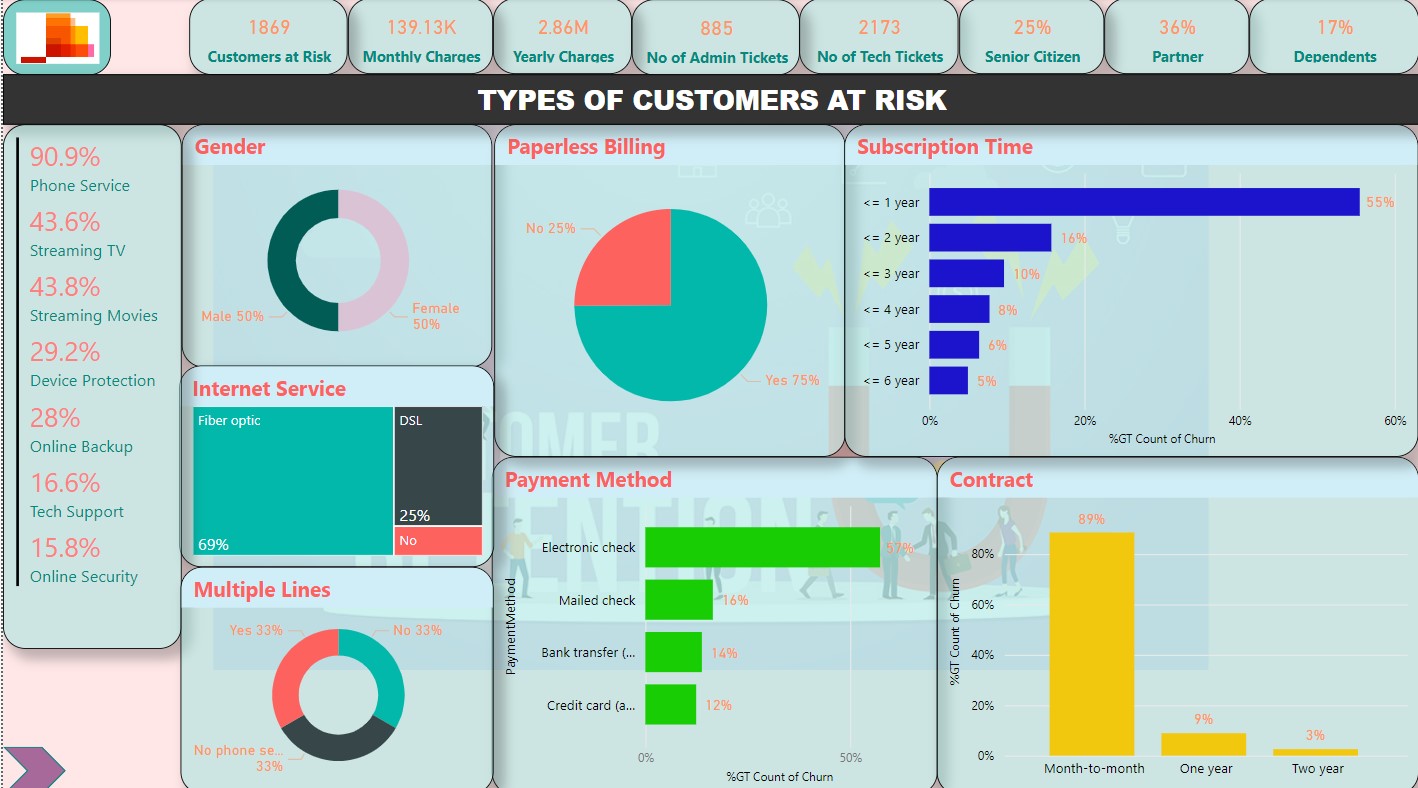 1869
Customers at Risk
139.13K
Monthly Charges
2.86M
Yearly Charges
885
No of Admin Tickets
2173
No of Tech Tickets
25%
Senior Citizen
36%
Partner
17%
Dependents
TYPES OF CUSTOMERS AT RISK
90.9%
Phone Service
43.6%
Streaming TV
43.8%
Streaming Movies
29.2%
Device Protection
28%
Online Backup
16.6%
Tech Support
15.8%
Online Security
Gender
Male 50%
Female
50%
Internet Service
Fiber optic
69%
DSL
25%
No
Multiple Lines
Yes 33%
No 33%
No phone se...
33%
Paperless Billing
No 25%
Yes 75%
Subscription Time
<= 1 year
55%
<= 2 year
16%
<= 3 year
10%
<= 4 year
8%
<= 5 year
6%
<= 6 year
5%
0%
20%
40%
60%
%GT Count of Churn
Payment Method
PaymentMethod
Electronic check
57%
Mailed check
16%
Bank transfer (...
14%
Credit card (a...
12%
0%
50%
%GT Count of Churn
Contract
%GT Count of Churn
80%
60%
40%
20%
0%
89%
9%
3%
Month-to-month
One year
Two year